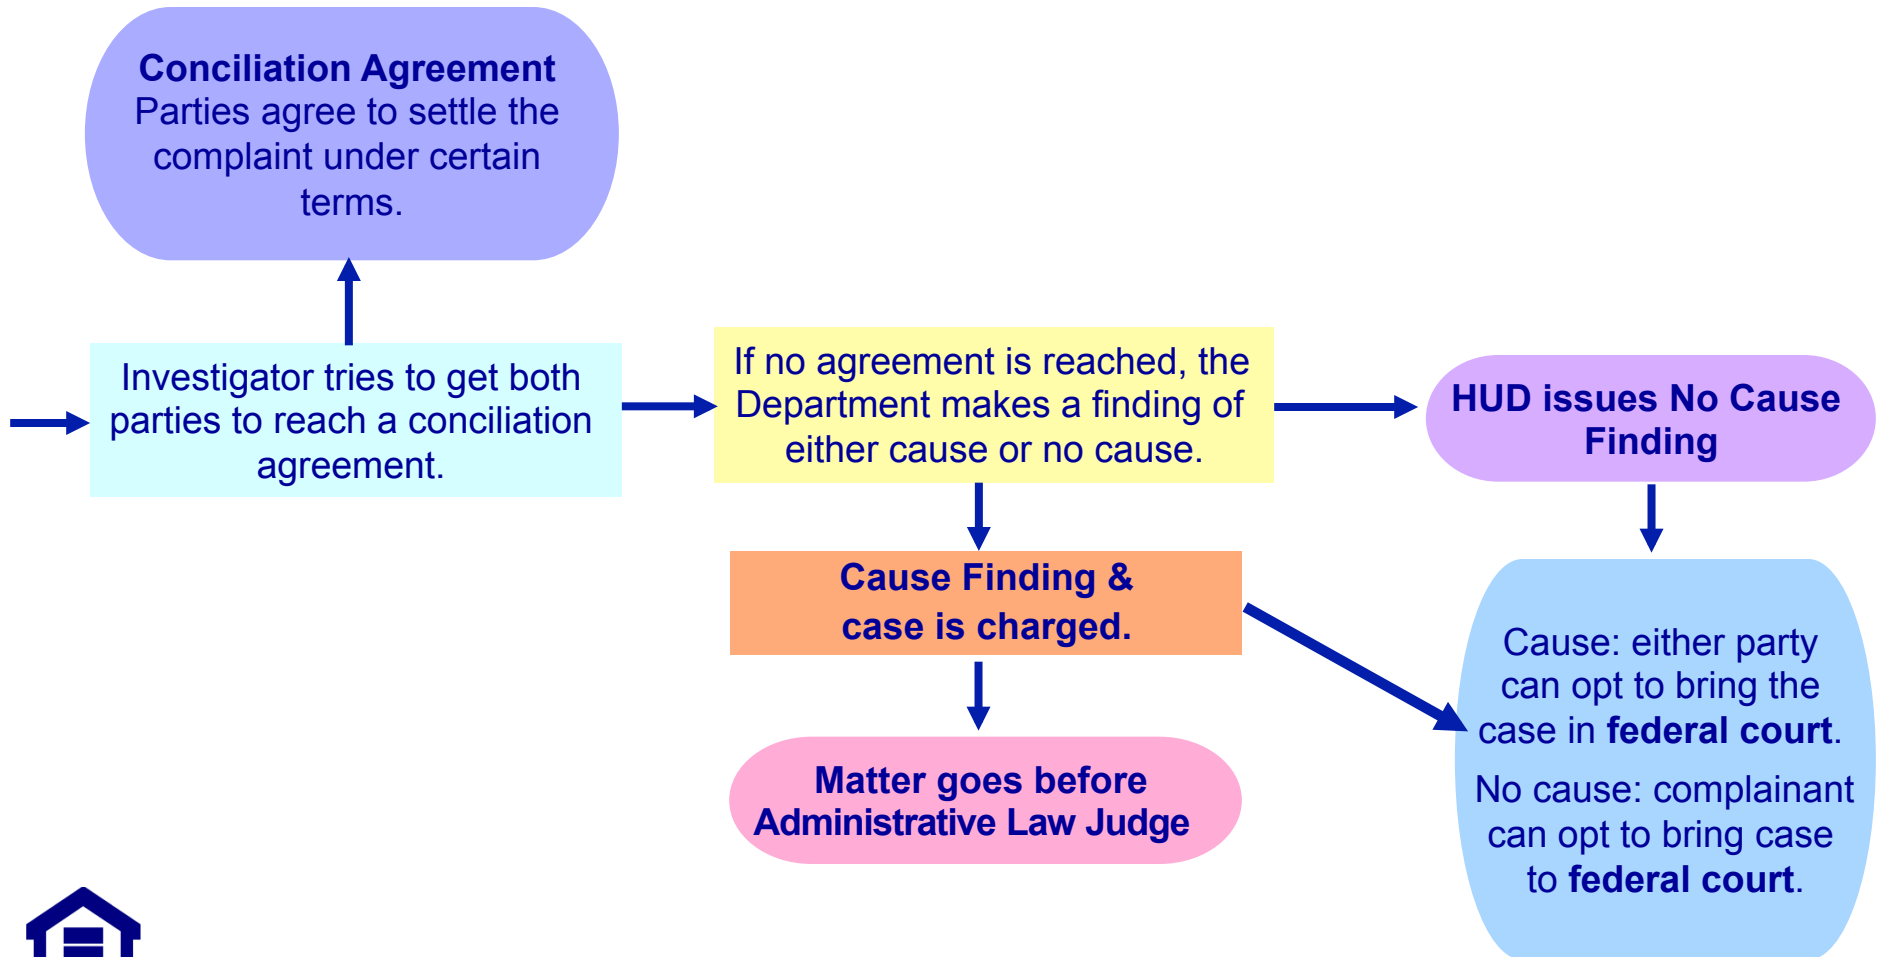 Conciliation Agreement
Parties agree to settle the
complaint under certain
terms.
Investigator tries to get both
parties to reach a conciliation
agreement.
If no agreement is reached, the
Department makes a finding of
either cause or no cause.
HUD issues No Cause
Finding
Cause Finding &
case is charged.
Matter goes before
Administrative Law Judge
Cause: either party
can opt to bring the
case in federal court.
No cause: complainant
can opt to bring case
to federal court.